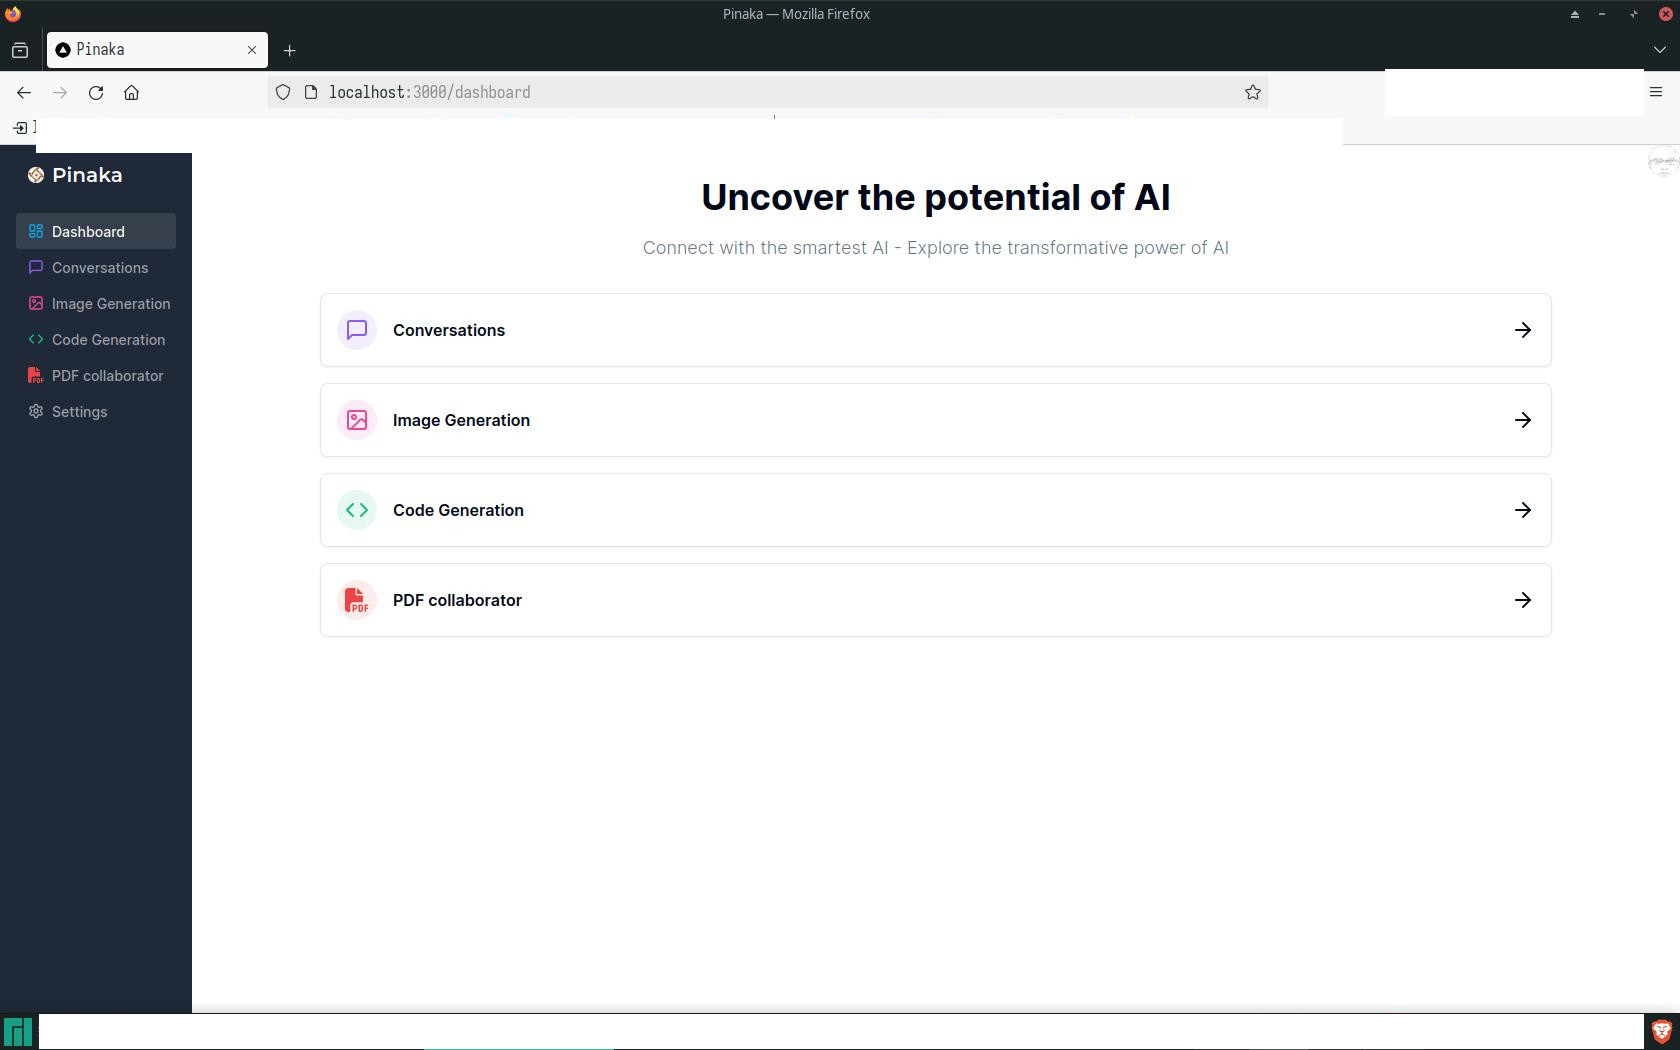 Pinaka — Mozilla Firefox
Pinaka
localhost:3000/dashboard
Pinaka
Dashboard
Conversations
Image Generation
Code Generation
PDF collaborator
Settings
Uncover the potential of AI
Connect with the smartest AI - Explore the transformative power of AI
Conversations
Image Generation
Code Generation
PDF
PDF collaborator